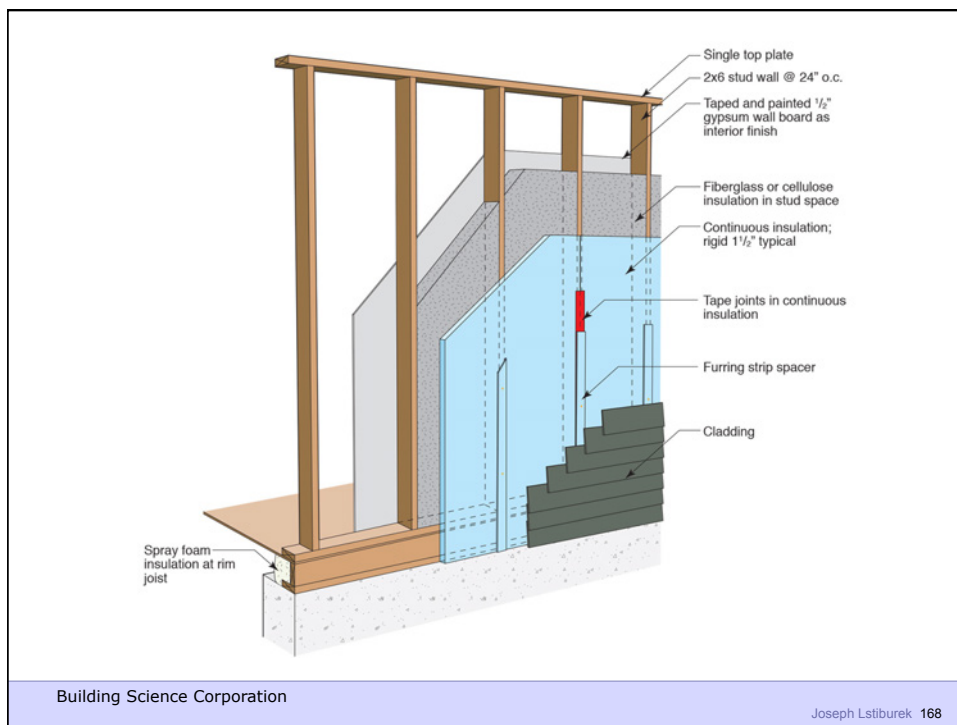 Single top plate
2x6 stud wall @ 24" o.c.
Taped and painted 1/2"
gypsum wall board as
interior finish
Fiberglass or cellulose
insulation in stud space
Continuous insulation;
rigid 1 1/2" typical
Tape joints in continuous
insulation
Furring strip spacer
Cladding
Spray foam
insulation at rim
joist
Building Science Corporation
Joseph Lstiburek 168